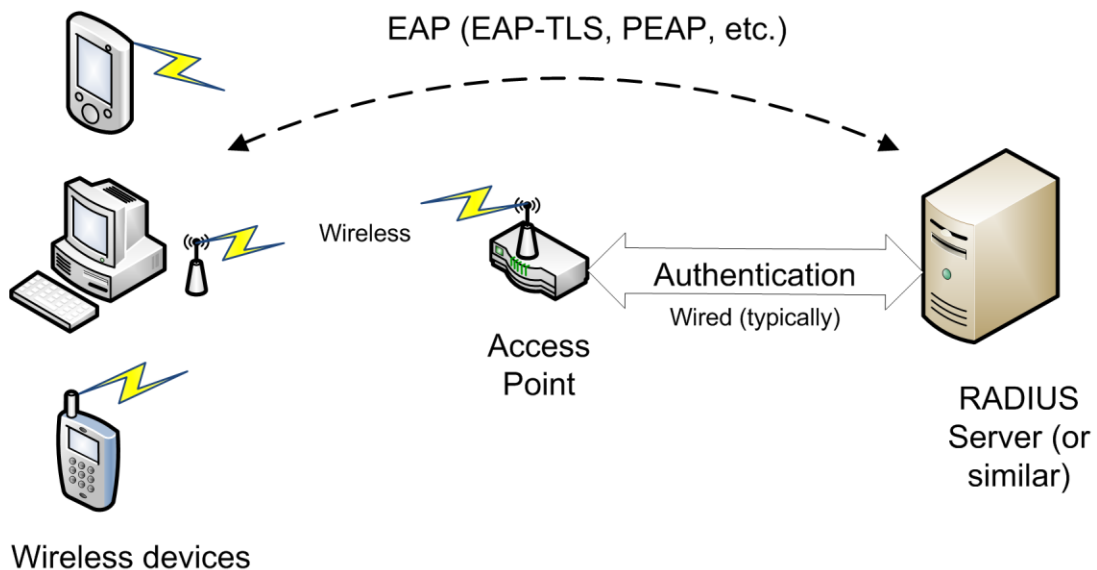 EAP (EAP-TLS, PEAP, etc.)
Wireless
Authentication
Wired (typically)
Access
Point
RADIUS
Server (or
similar)
Wireless devices